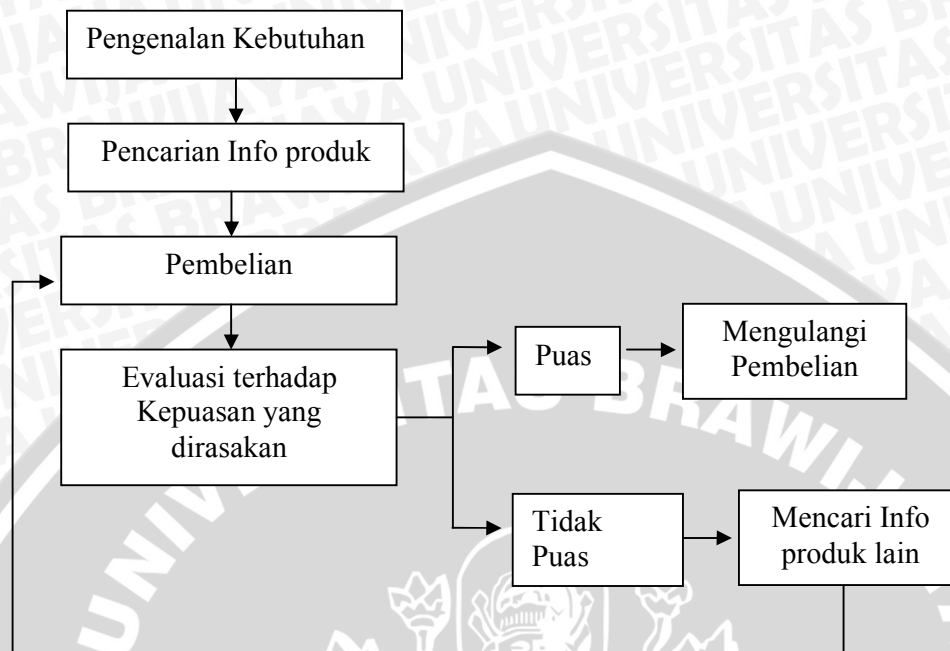 Pengenalan Kebutuhan
Pencarian Info produk
Pembelian
Evaluasi terhadap
Kepuasan yang
dirasakan
Puas
Mengulangi
Pembelian
Tidak
Puas
Mencari Info
produk lain